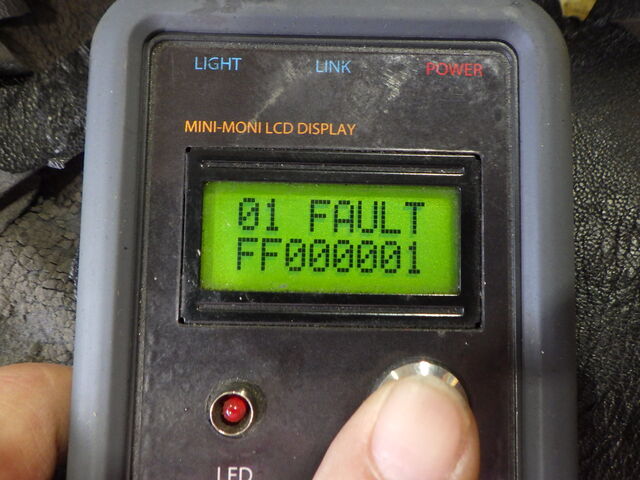 LIGHT LINK POWER
MINI-MONI LCD DISPLAY
01 FAULT
FF000001
LED